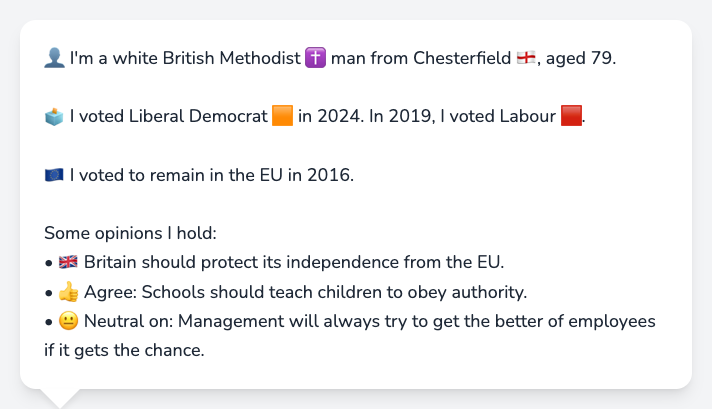 👤 I'm a white British Methodist ✝️ man from Chesterfield 🏴󠁧󠁢󠁥󠁮󠁧󠁿, aged 79.
🗳️ I voted Liberal Democrat 🟧 in 2024. In 2019, I voted Labour 🟥.
🇪🇺 I voted to remain in the EU in 2016.
Some opinions I hold:
• 🇬🇧 Britain should protect its independence from the EU.
• 👍 Agree: Schools should teach children to obey authority.
• 😐 Neutral on: Management will always try to get the better of employees
if it gets the chance.